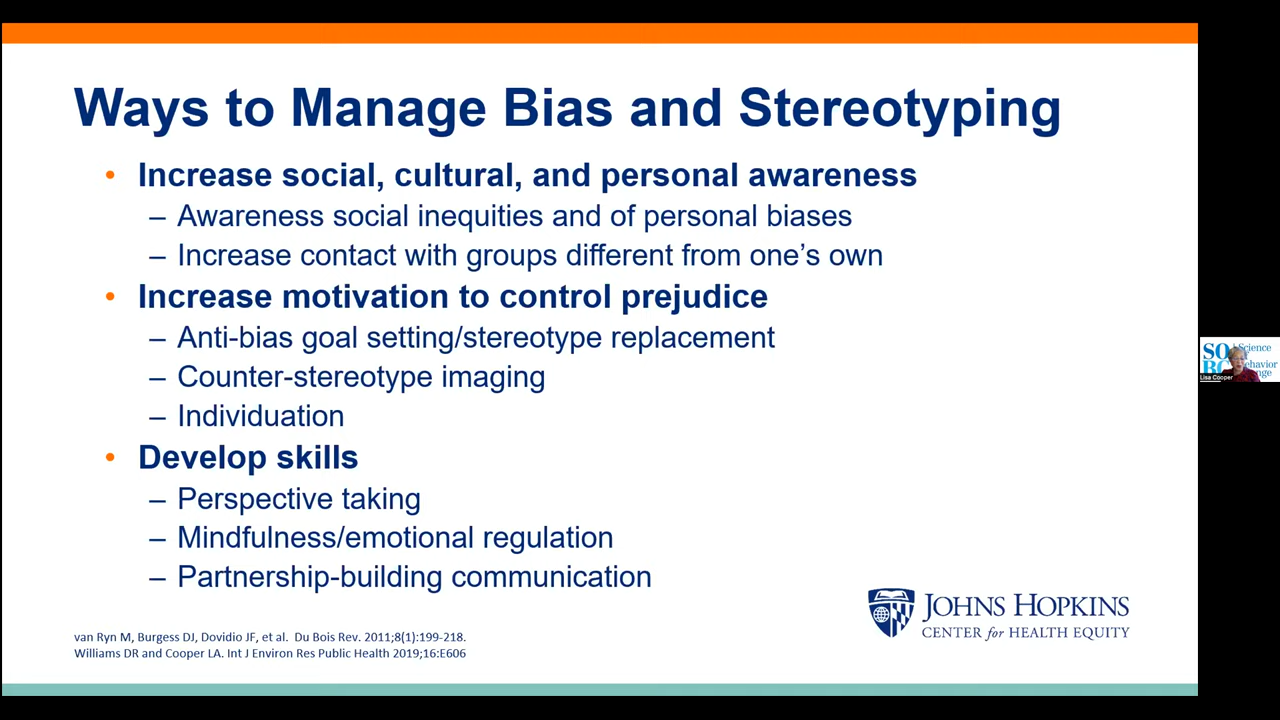 Ways to Manage Bias and Stereotyping
• Increase social, cultural, and personal awareness
– Awareness social inequities and of personal biases
– Increase contact with groups different from one’s own
• Increase motivation to control prejudice
– Anti-bias goal setting/stereotype replacement
– Counter-stereotype imaging
– Individuation
• Develop skills
– Perspective taking
– Mindfulness/emotional regulation
– Partnership-building communication
van Ryn M, Burgess DJ, Dovidio JF, et al. Du Bois Rev. 2011;8(1):199-218.
Williams DR and Cooper LA. Int J Environ Res Public Health 2019;16:E606
JOHNS HOPKINS
CENTER for HEALTH EQUITY
Science
Lisa Cooper